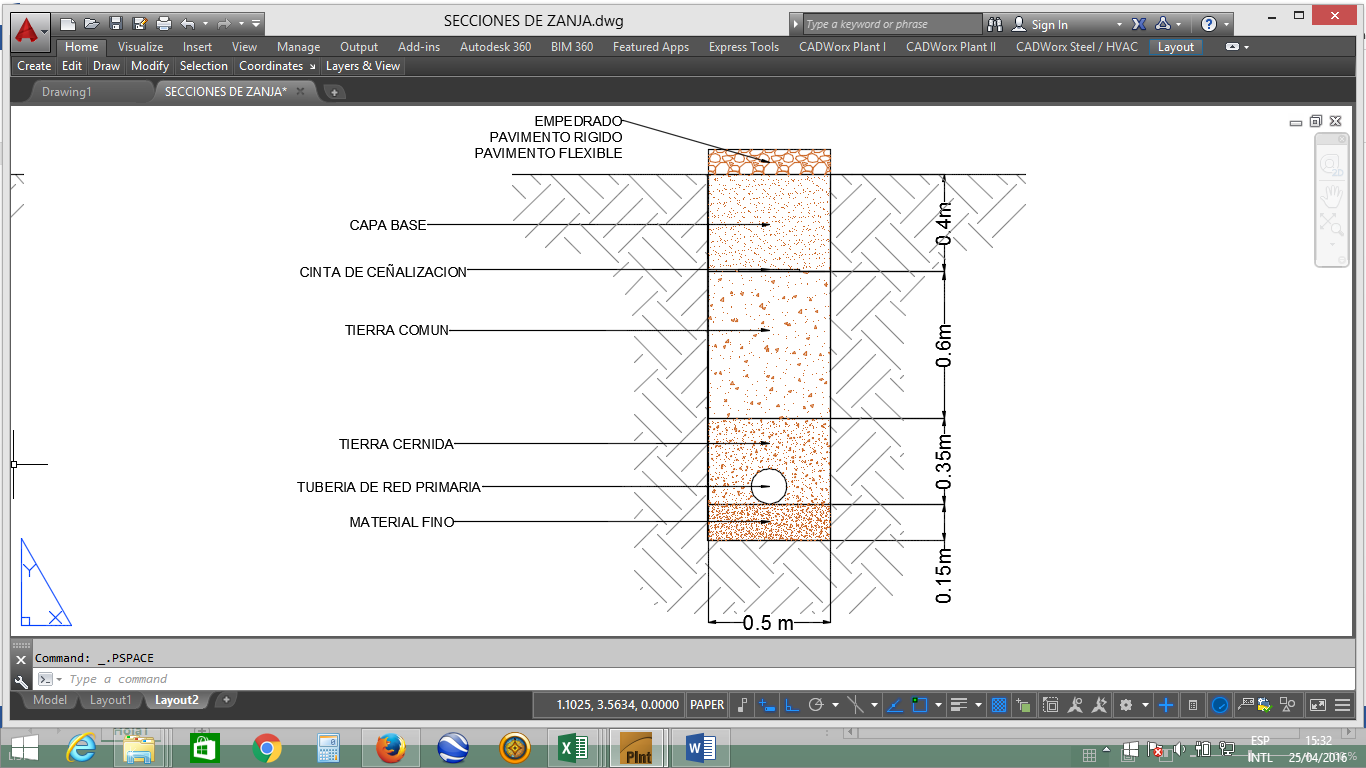 SECCIONES DE ZANJA.dwg
Type a keyword or phrase
Sign In
Home Visualize Insert View Manage Output Add-ins Autodesk 360 BIM 360 Featured Apps Express Tools CADWorx Plant I CADWorx Plant II CADWorx Steel / HVAC Layout
Create Edit Draw Modify Selection Coordinates Layers & View
Drawing1 SECCIONES DE ZANJA*
EMPEDRADO
PAVIMENTO RIGIDO
PAVIMENTO FLEXIBLE
CAPA BASE
0.4m
CINTA DE CEÑALIZACION
TIERRA COMUN
0.6m
TIERRA CERNIDA
0.35m
TUBERIA DE RED PRIMARIA
MATERIAL FINO
0.15m
0.5 m
Y
X
Command: _.PSPACE
Type a command
Model Layout1 Layout2
1.1025, 3.5634, 0.0000 PAPER
Hoja1
PInt
ESP
INTL
15:32
25/04/2016